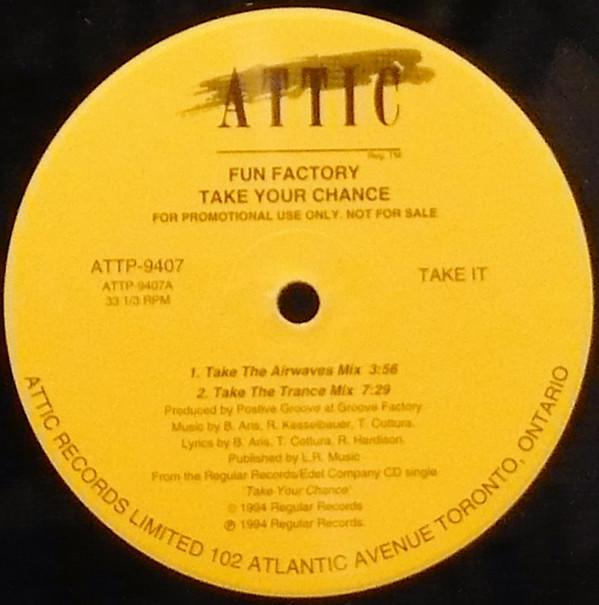 ATTIC
Reg. TM
FUN FACTORY
TAKE YOUR CHANCE
FOR PROMOTIONAL USE ONLY. NOT FOR SALE
ATTP-9407
ATTP-9407A
33 1/3 RPM
TAKE IT
1. Take The Airwaves Mix 3:56
2. Take The Trance Mix 7:29
Produced by Postive Groove at Groove Factory
Music by B. Aris, R. Kesselbauer, T. Cottura.
Lyrics by B. Aris, T. Cottura, R. Hardison.
Published by L.R. Music
From the Regular Records/Edel Company CD single
'Take Your Chance'
© 1994 Regular Records
℗ 1994 Regular Records.
ATTIC RECORDS LIMITED 102 ATLANTIC AVENUE TORONTO, ONTARIO